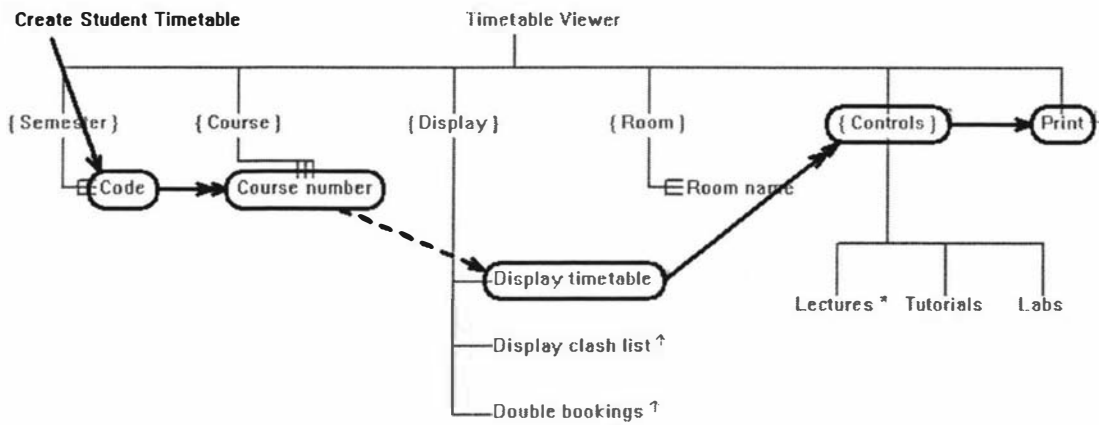 Create Student Timetable
Timetable Viewer
{ Semester }
{ Course }
{ Display }
{ Room }
{ Controls }
Print
Code
Course number
Room name
Display timetable
Lectures *
Tutorials
Labs
Display clash list ↑
Double bookings ↑